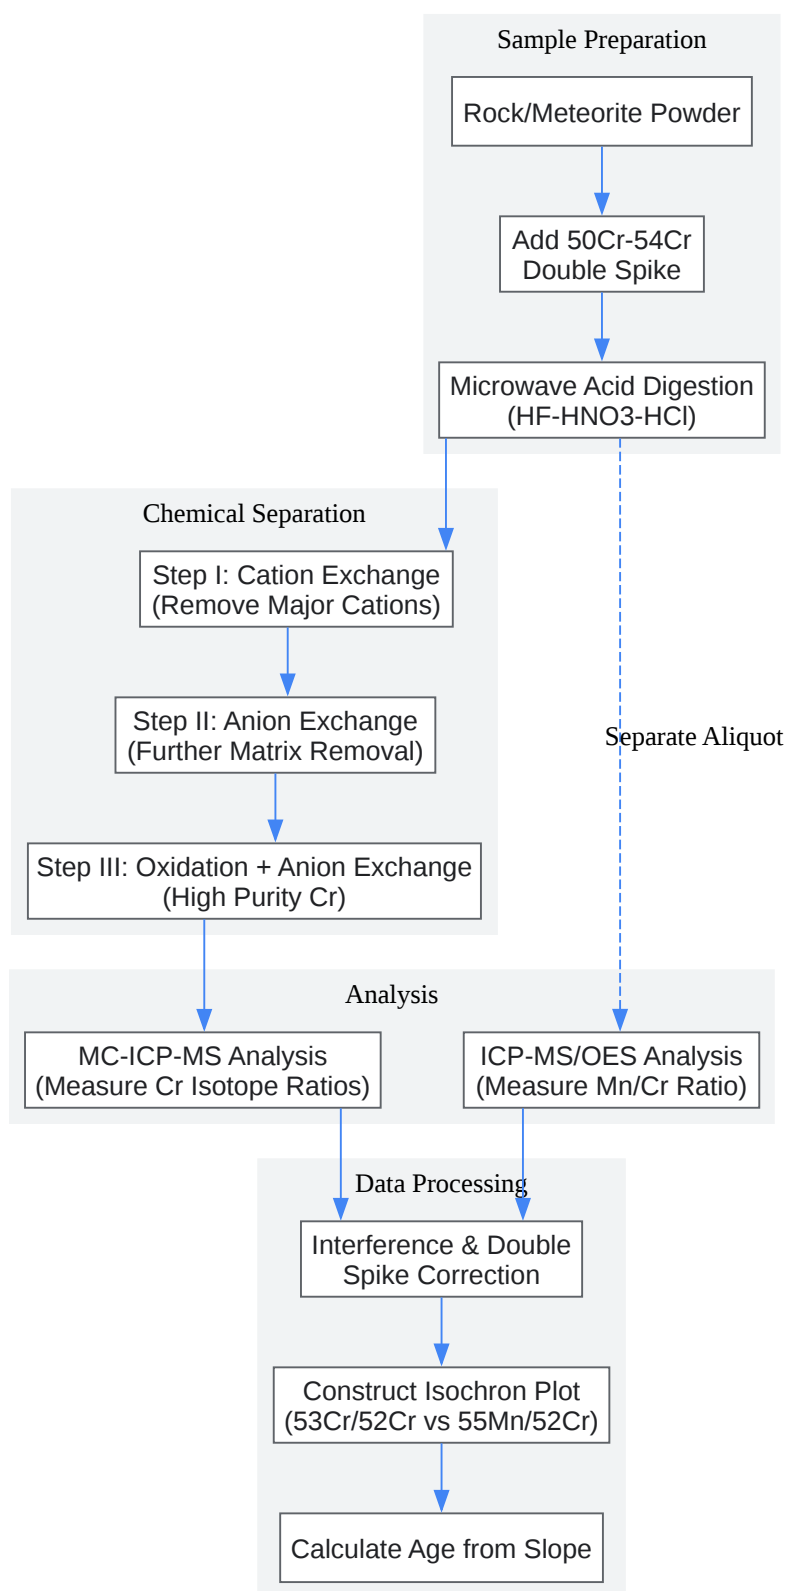 Sample Preparation
Rock/Meteorite Powder
Add 50Cr-54Cr
Double Spike
Microwave Acid Digestion
(HF-HNO3-HCl)
Chemical Separation
Step I: Cation Exchange
(Remove Major Cations)
Step II: Anion Exchange
(Further Matrix Removal)
Separate Aliquot
Step III: Oxidation + Anion Exchange
(High Purity Cr)
Analysis
MC-ICP-MS Analysis
(Measure Cr Isotope Ratios)
ICP-MS/OES Analysis
(Measure Mn/Cr Ratio)
Data Processing
Interference & Double
Spike Correction
Construct Isochron Plot
(53Cr/52Cr vs 55Mn/52Cr)
Calculate Age from Slope